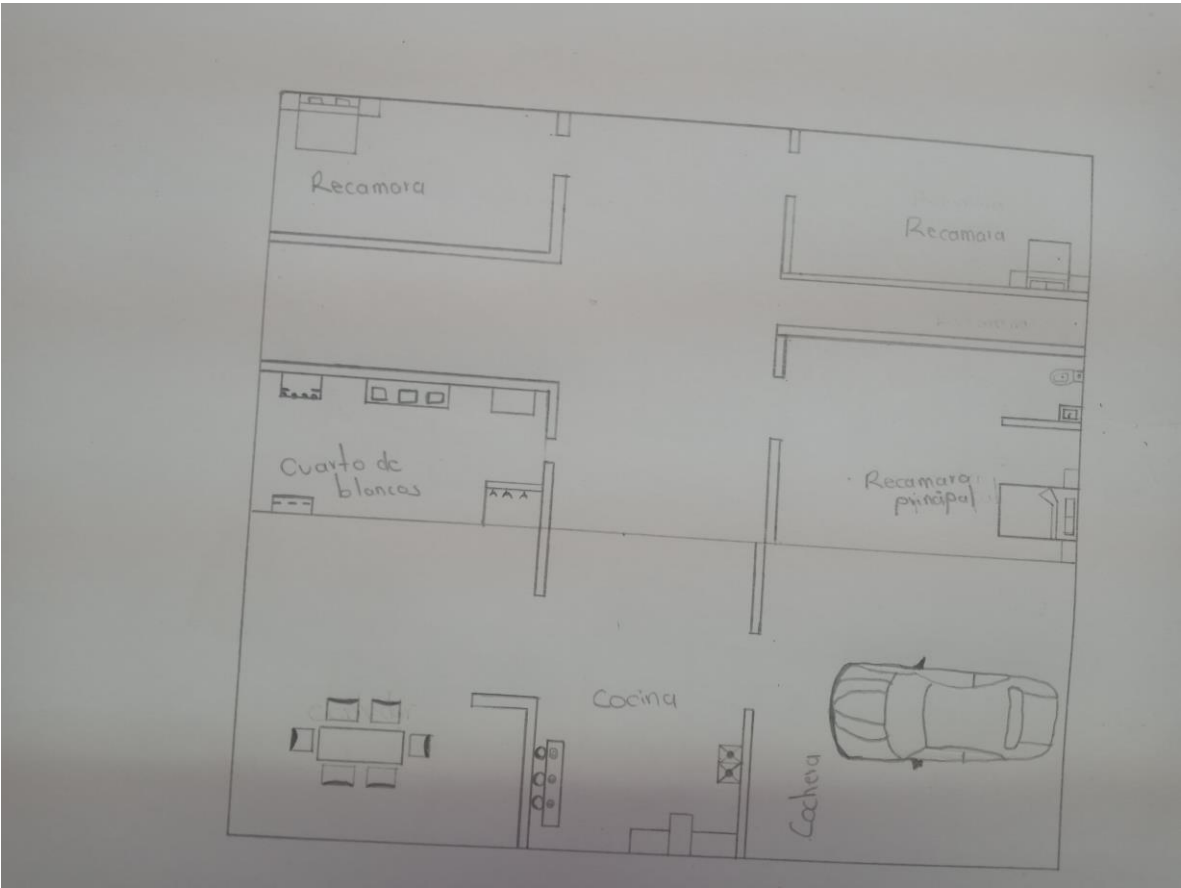 Recamara
Recamara
Cuarto de
blancos
Recamara
principal
Cocina
Cochera